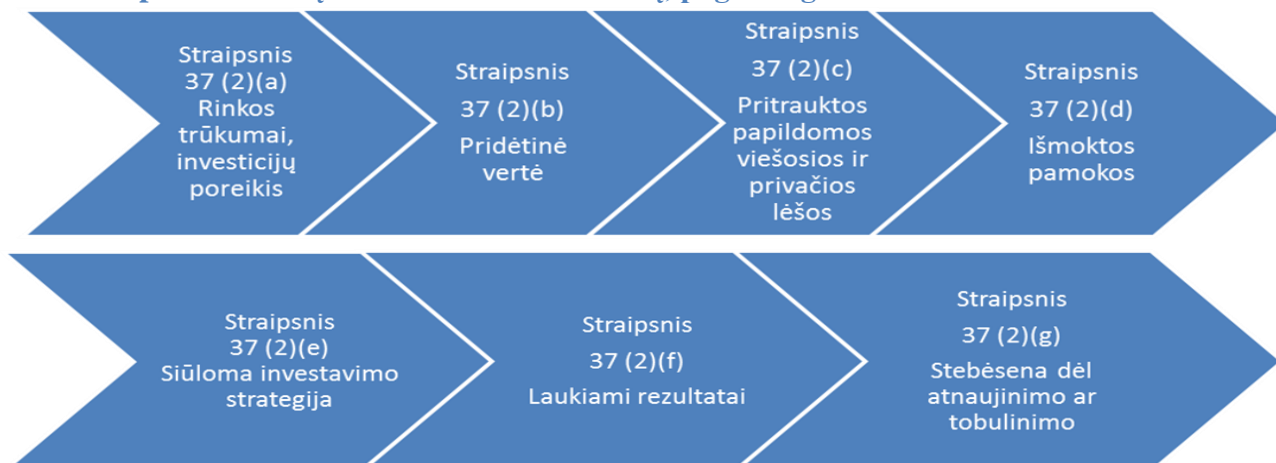 Straipsnis
37 (2)(a)
Rinkos
trūkumai,
investicijų
poreikis
Straipsnis
37 (2)(b)
Pridėtinė
vertė
Straipsnis
37 (2)(c)
Pritrauktos
papildomos
viešosios ir
privačios
lėšos
Straipsnis
37 (2)(d)
Išmoktos
pamokos
Straipsnis
37 (2)(e)
Siūloma investavimo
strategija
Straipsnis
37 (2)(f)
Laukiami rezultatai
Straipsnis
37 (2)(g)
Stebėsena dėl
atnaujinimo ar
tobulinimo